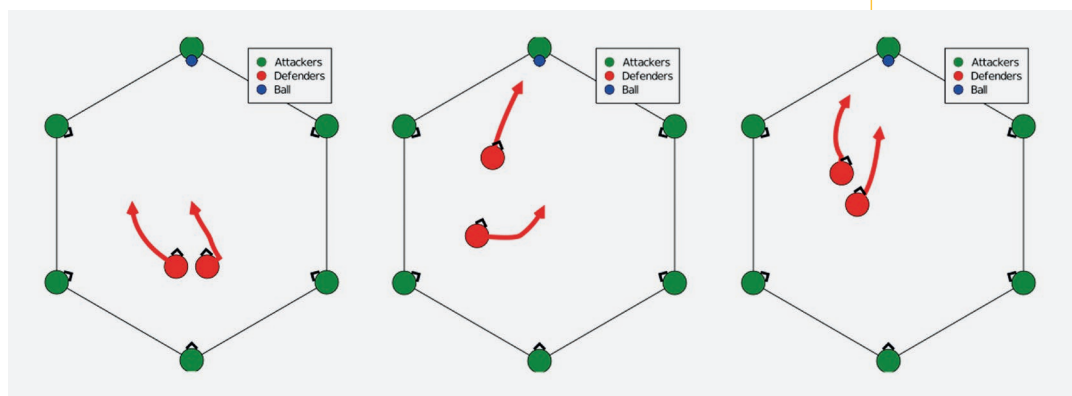 Attackers
Defenders
Ball
Attackers
Defenders
Ball
Attackers
Defenders
Ball